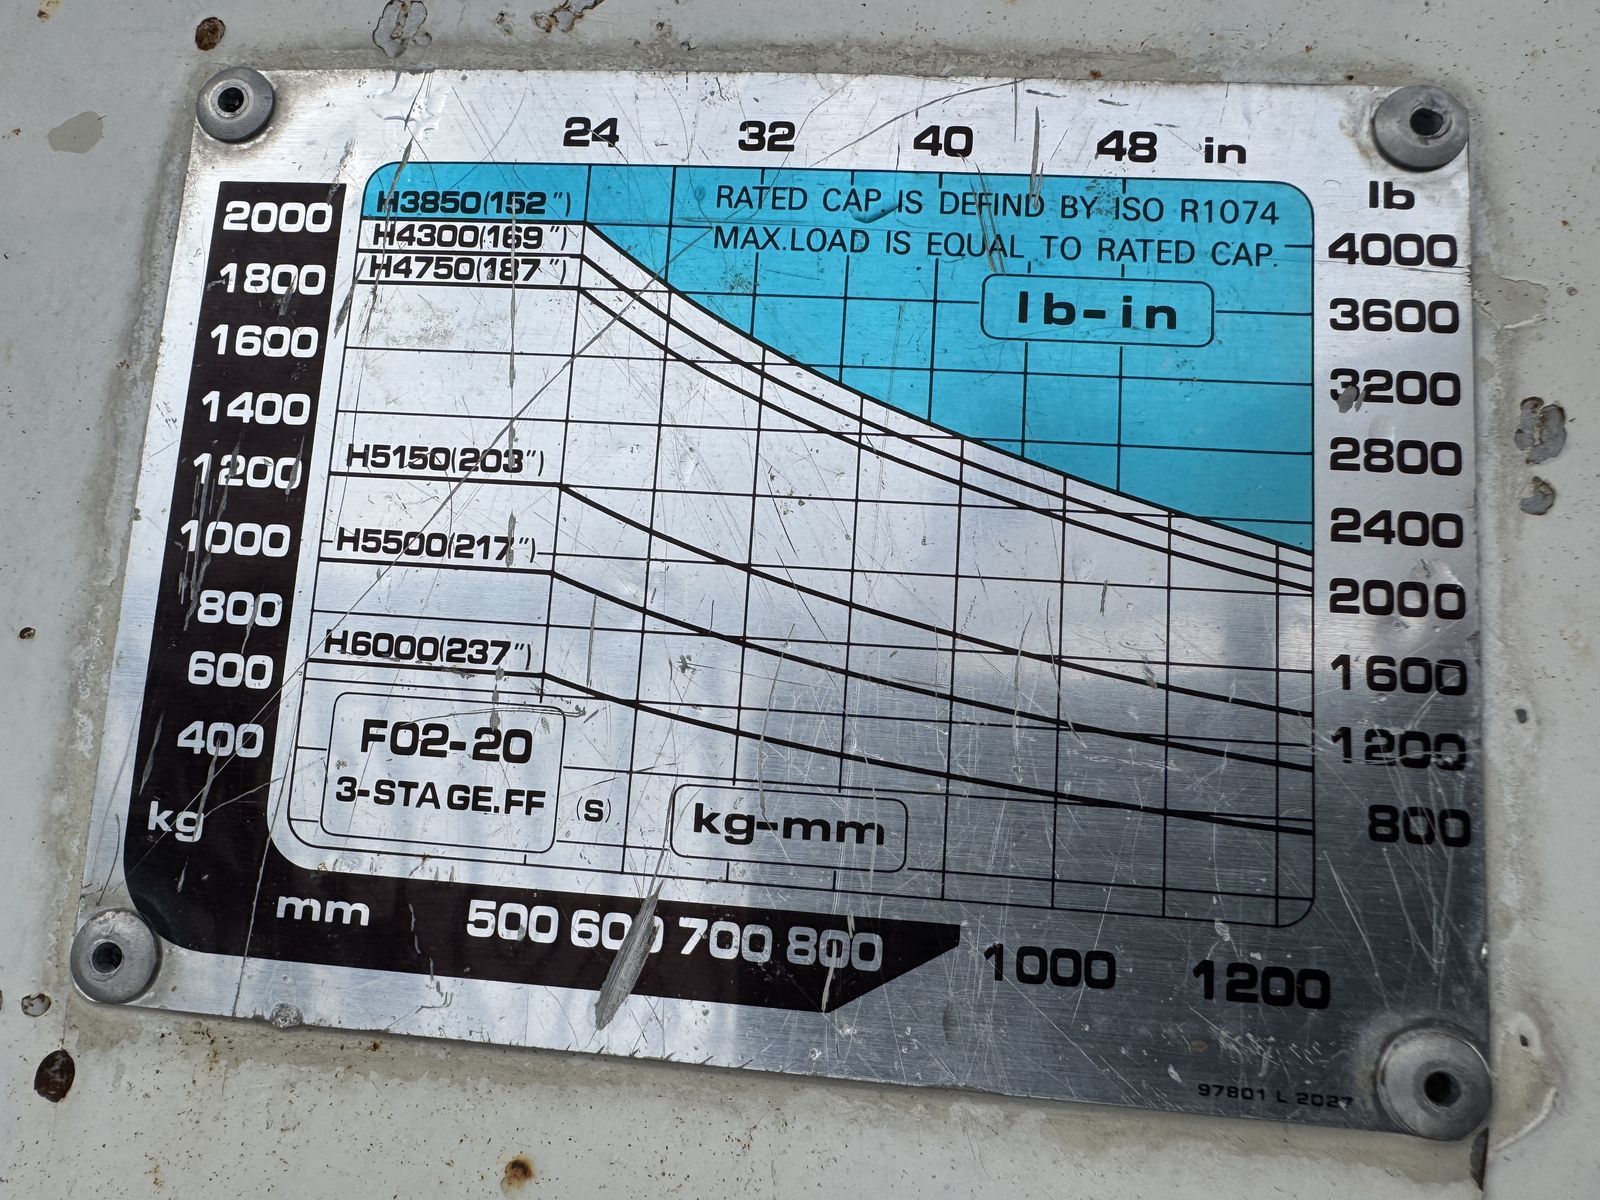 24 32 40 48 in
lb
H3850(152")
RATED CAP. IS DEFIND BY ISO R1074
2000
H4300(169")
MAX.LOAD IS EQUAL TO RATED CAP.
4000
H4750(187")
1800
lb-in
3600
1600
3200
1400
2800
H5150(203")
1200
2400
H5500(217")
1000
2000
800
H.6000(237")
1600
600
F02-20
1200
400
3-STAGE.FF (S)
kg-mm
800
kg
mm 500 600 700 800 1000 1200
97801 L 2027